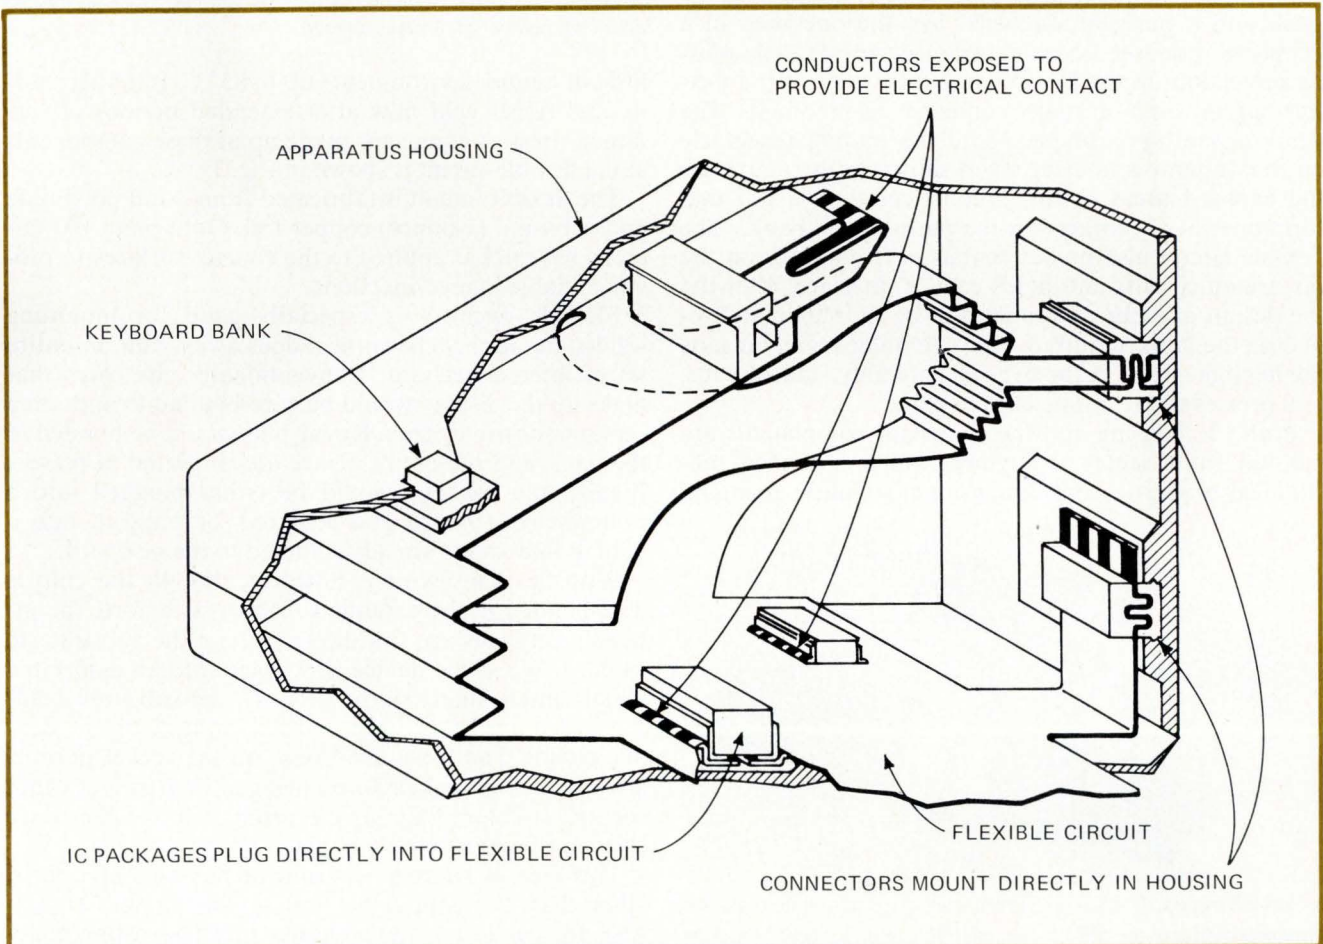 CONDUCTORS EXPOSED TO
PROVIDE ELECTRICAL CONTACT
APPARATUS HOUSING
KEYBOARD BANK
FLEXIBLE CIRCUIT
IC PACKAGES PLUG DIRECTLY INTO FLEXIBLE CIRCUIT
CONNECTORS MOUNT DIRECTLY IN HOUSING